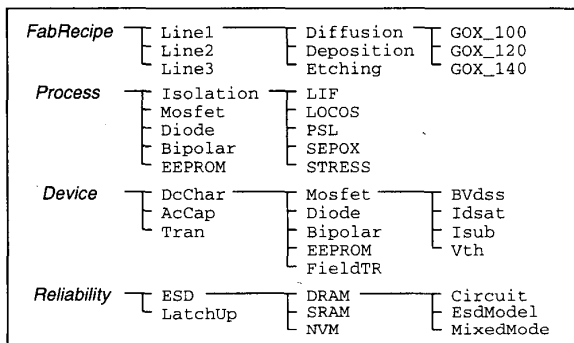 FabRecipe Line1 Diffusion GOX_100
Line2 Deposition GOX_120
Line3 Etching GOX_140
Process Isolation LIF
Mosfet LOCOS
Diode PSL
Bipolar SEPOX
EEPROM STRESS
Device DcChar Mosfet BVdss
AcCap Diode Idsat
Tran Bipolar Isub
EEPROM Vth
FieldTR
Reliability ESD DRAM Circuit
LatchUp SRAM EsdModel
NVM MixedMode